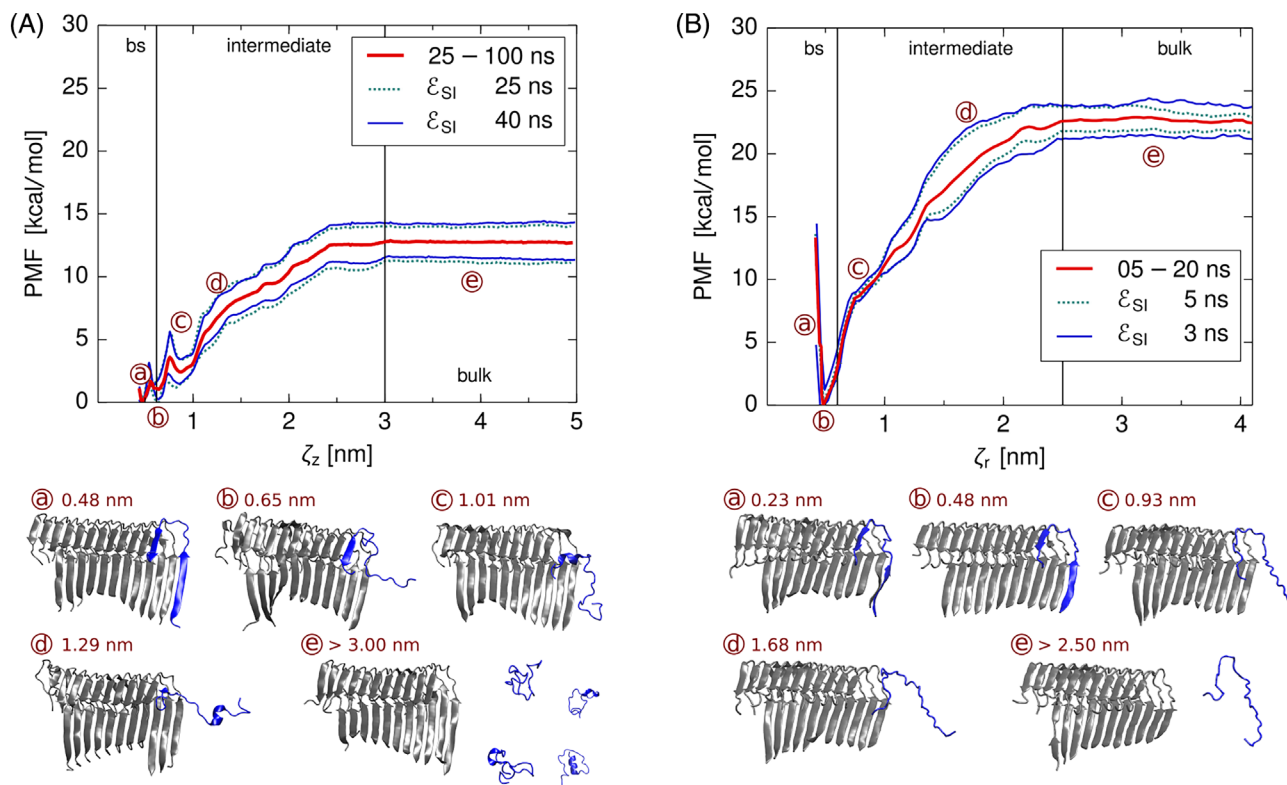 (A)
PMF [kcal/mol]
30
25
20
15
10
5
0
bs
intermediate
25 – 100 ns
ℰSI 25 ns
ℰSI 40 ns
ⓐ
ⓑ
ⓒ
ⓓ
ⓔ
bulk
1 2 3 4 5
ζz [nm]
ⓐ 0.48 nm
ⓑ 0.65 nm
ⓒ 1.01 nm
ⓓ 1.29 nm
ⓔ > 3.00 nm
(B)
PMF [kcal/mol]
30
25
20
15
10
5
0
bs
intermediate
bulk
ⓓ
ⓔ
ⓒ
ⓐ
ⓑ
05 – 20 ns
ℰSI 5 ns
ℰSI 3 ns
1 2 3 4
ζr [nm]
ⓐ 0.23 nm
ⓑ 0.48 nm
ⓒ 0.93 nm
ⓓ 1.68 nm
ⓔ > 2.50 nm